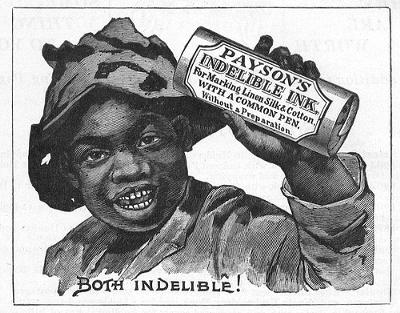 PAYSON'S
INDELIBLE INK,
For Marking Linen Silk & Cotton,
WITH A COMMON PEN,
Without a Preparation.
BOTH INDELIBLE!